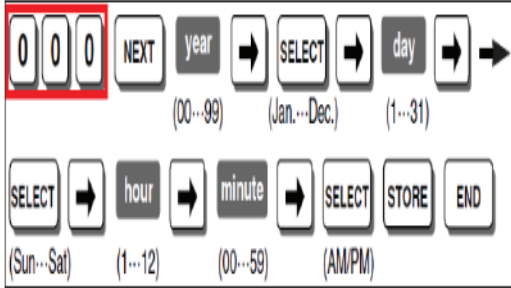 0 0 0 NEXT year SELECT day
(00···99) (Jan.···Dec.) (1···31)
SELECT hour minute SELECT STORE END
(Sun···Sat) (1···12) (00···59) (AM/PM)